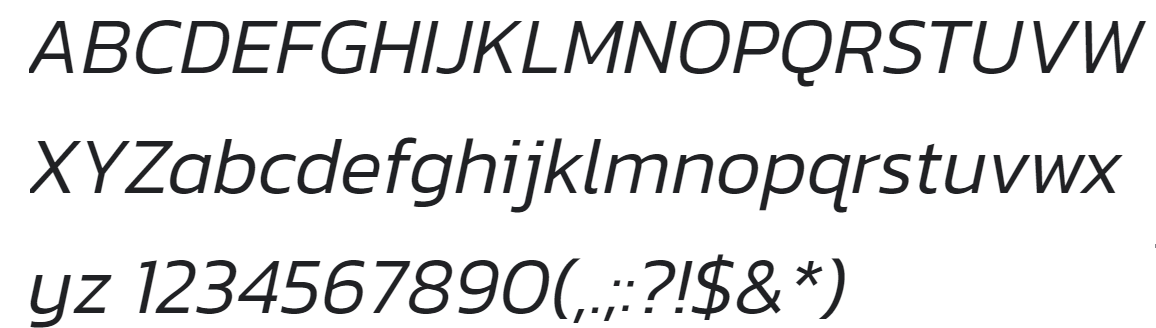 ABCDEFGHIJKLMNOPQRSTUVW
XYZabcdefghijklmnopqrstuvwx
yz 1234567890(,.;:?!$&*)